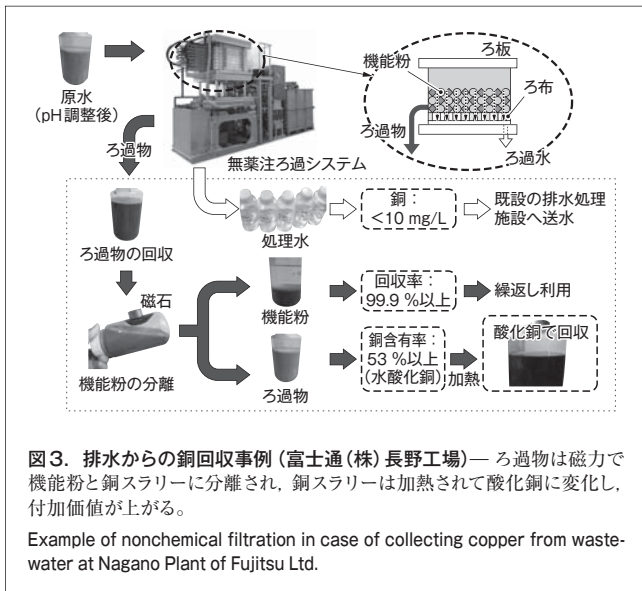 原水
(pH調整後)
ろ過物
無薬注ろ過システム
ろ板
機能粉
ろ布
ろ過物
ろ過水
ろ過物の回収
処理水
銅:
<10 mg/L
既設の排水処理
施設へ送水
磁石
機能粉の分離
機能粉
回収率:
99.9 %以上
繰返し利用
ろ過物
銅含有率:
53 %以上
(水酸化銅)
加熱
酸化銅で回収
図3. 排水からの銅回収事例(富士通(株)長野工場)— ろ過物は磁力で
機能粉と銅スラリーに分離され,銅スラリーは加熱されて酸化銅に変化し,
付加価値が上がる。
Example of nonchemical filtration in case of collecting copper from waste-
water at Nagano Plant of Fujitsu Ltd.